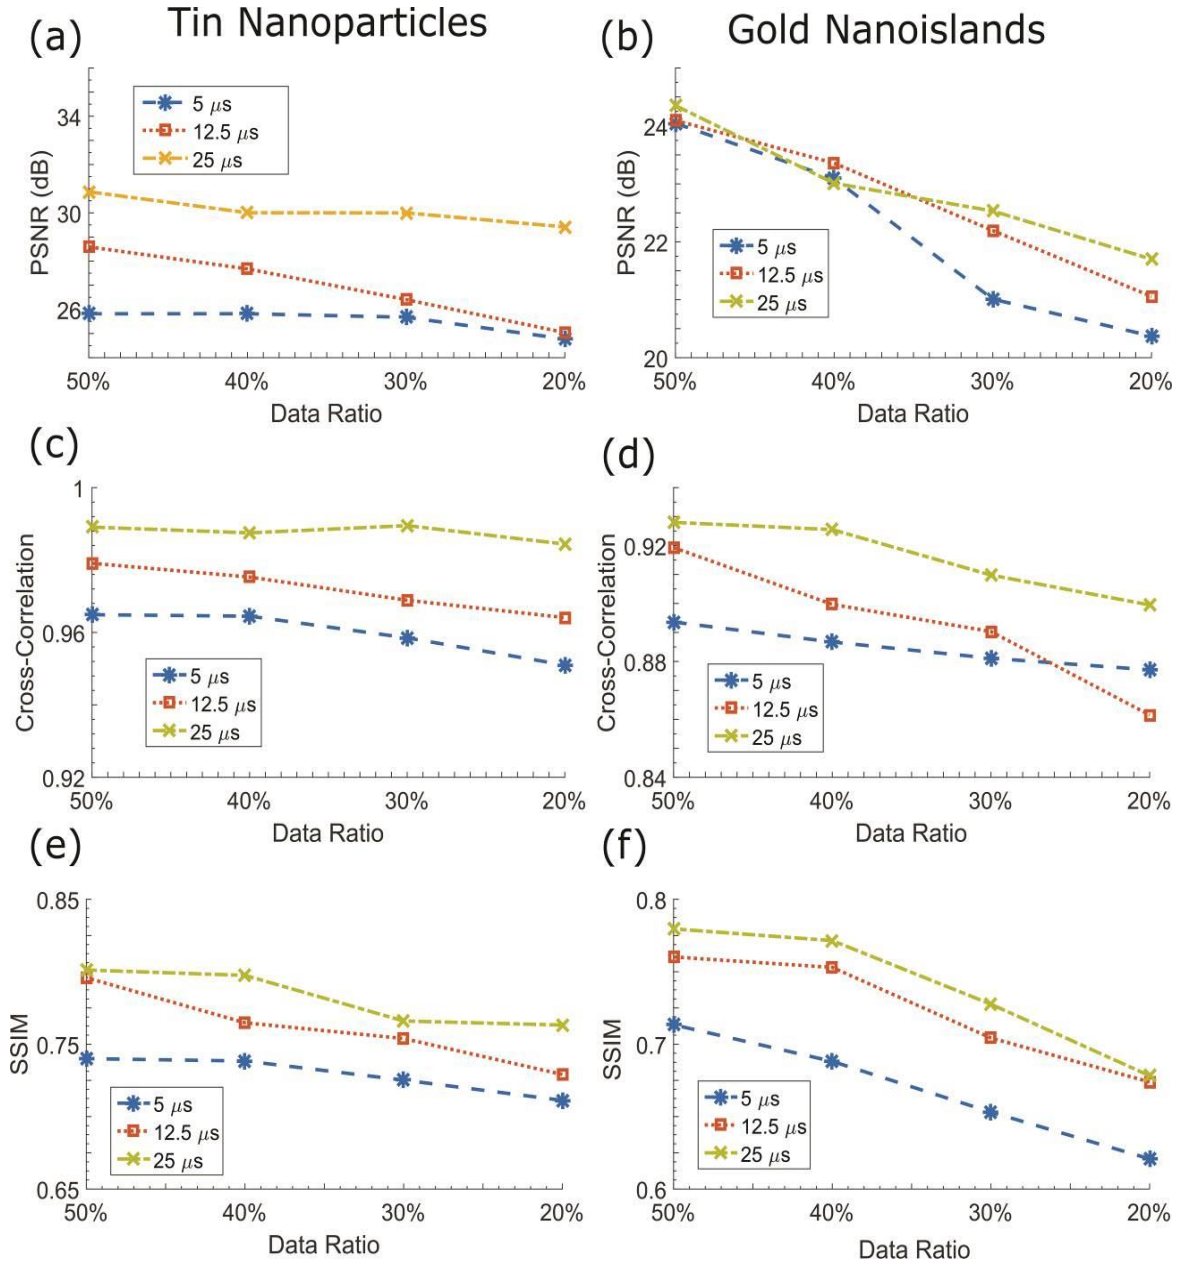 Tin Nanoparticles
Gold Nanoislands
(a)
PSNR (dB)
34
30
26
5 μs
12.5 μs
25 μs
50% 40% 30% 20%
Data Ratio
(b)
PSNR (dB)
24
22
20
5 μs
12.5 μs
25 μs
50% 40% 30% 20%
Data Ratio
(c)
Cross-Correlation
1
0.96
0.92
5 μs
12.5 μs
25 μs
50% 40% 30% 20%
Data Ratio
(d)
Cross-Correlation
0.92
0.88
0.84
5 μs
12.5 μs
25 μs
50% 40% 30% 20%
Data Ratio
(e)
SSIM
0.85
0.75
0.65
5 μs
12.5 μs
25 μs
50% 40% 30% 20%
Data Ratio
(f)
SSIM
0.8
0.7
0.6
5 μs
12.5 μs
25 μs
50% 40% 30% 20%
Data Ratio